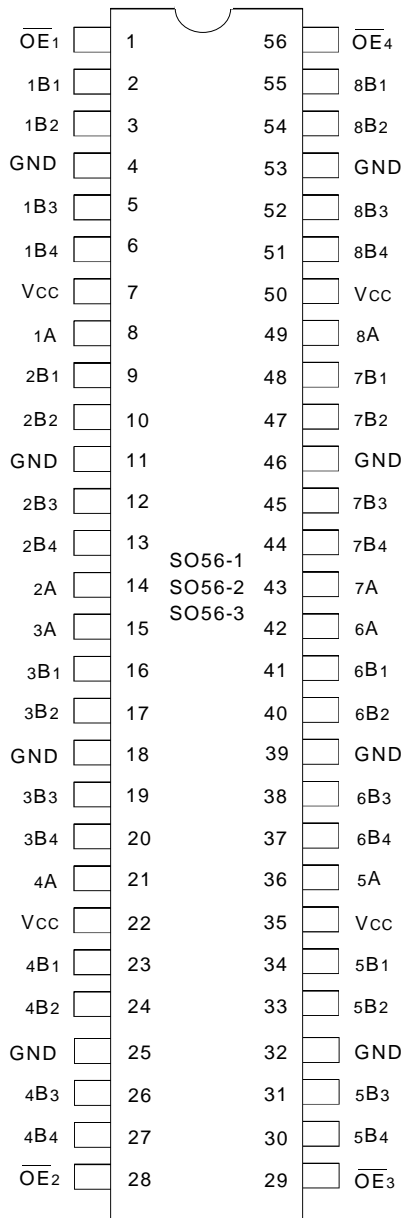 OE1 1 56 OE4
1B1 2 55 8B1
1B2 3 54 8B2
GND 4 53 GND
1B3 5 52 8B3
1B4 6 51 8B4
VCC 7 50 VCC
1A 8 49 8A
2B1 9 48 7B1
2B2 10 47 7B2
GND 11 46 GND
2B3 12 45 7B3
2B4 13 44 7B4
SO56-1
2A 14 SO56-2 43 7A
SO56-3
3A 15 42 6A
3B1 16 41 6B1
3B2 17 40 6B2
GND 18 39 GND
3B3 19 38 6B3
3B4 20 37 6B4
4A 21 36 5A
VCC 22 35 VCC
4B1 23 34 5B1
4B2 24 33 5B2
GND 25 32 GND
4B3 26 31 5B3
4B4 27 30 5B4
OE2 28 29 OE3